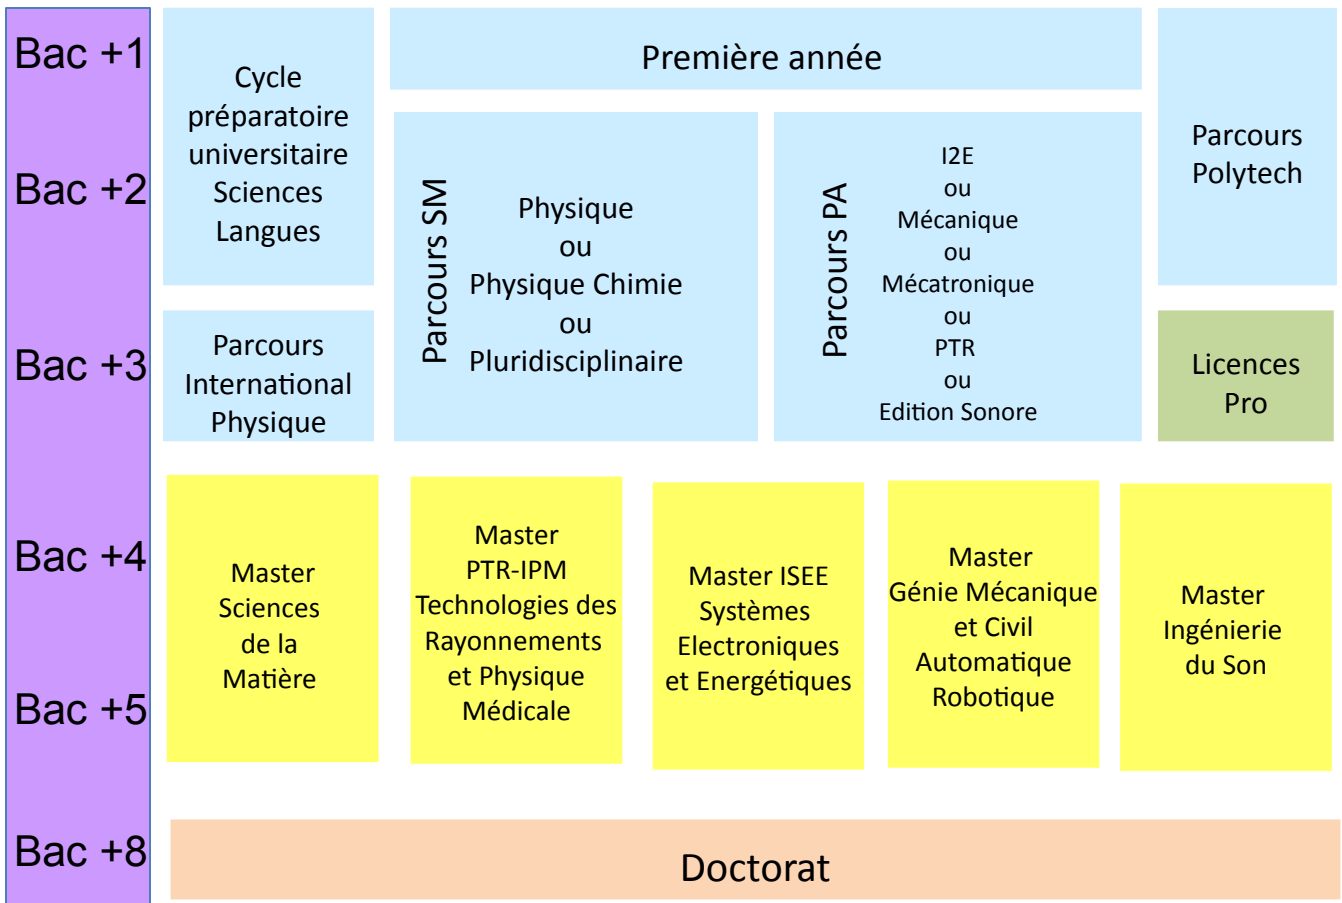 Bac +1
Bac +2
Bac +3
Bac +4
Bac +5
Bac +8
Cycle
préparatoire
universitaire
Sciences
Langues
Première année
Parcours SM
Physique
ou
Physique Chimie
ou
Pluridisciplinaire
Parcours PA
I2E
ou
Mécanique
ou
Mécatronique
ou
PTR
ou
Edition Sonore
Parcours
Polytech
Parcours
International
Physique
Licences
Pro
Master
Sciences
de la
Matière
Master
PTR-IPM
Technologies des
Rayonnements
et Physique
Médicale
Master ISEE
Systèmes
Electroniques
et Energétiques
Master
Génie Mécanique
et Civil
Automatique
Robotique
Master
Ingénierie
du Son
Doctorat